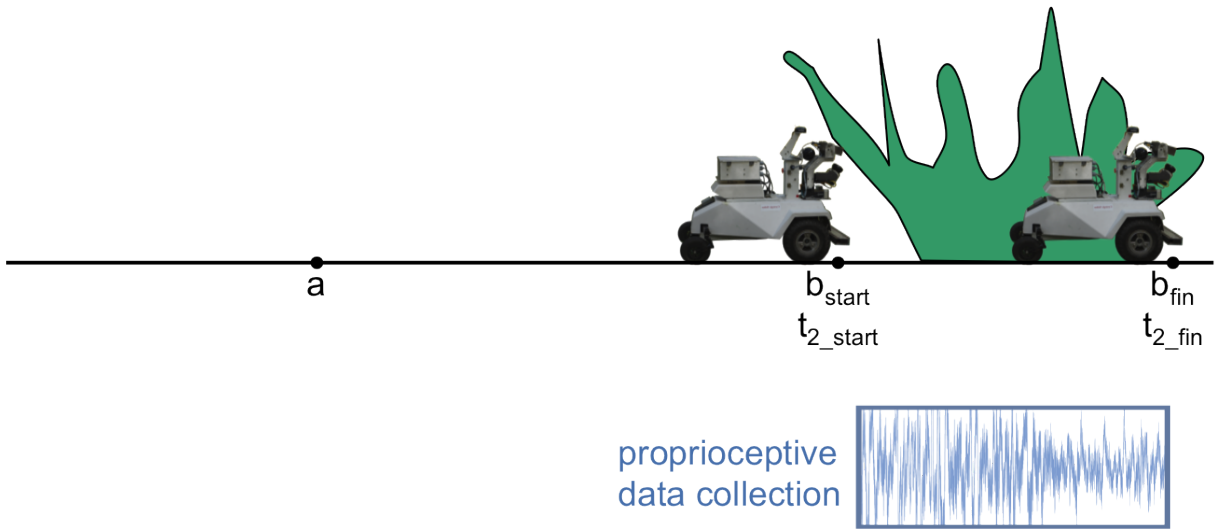 a
b_start
b_fin
t_2_start
t_2_fin
proprioceptive
data collection